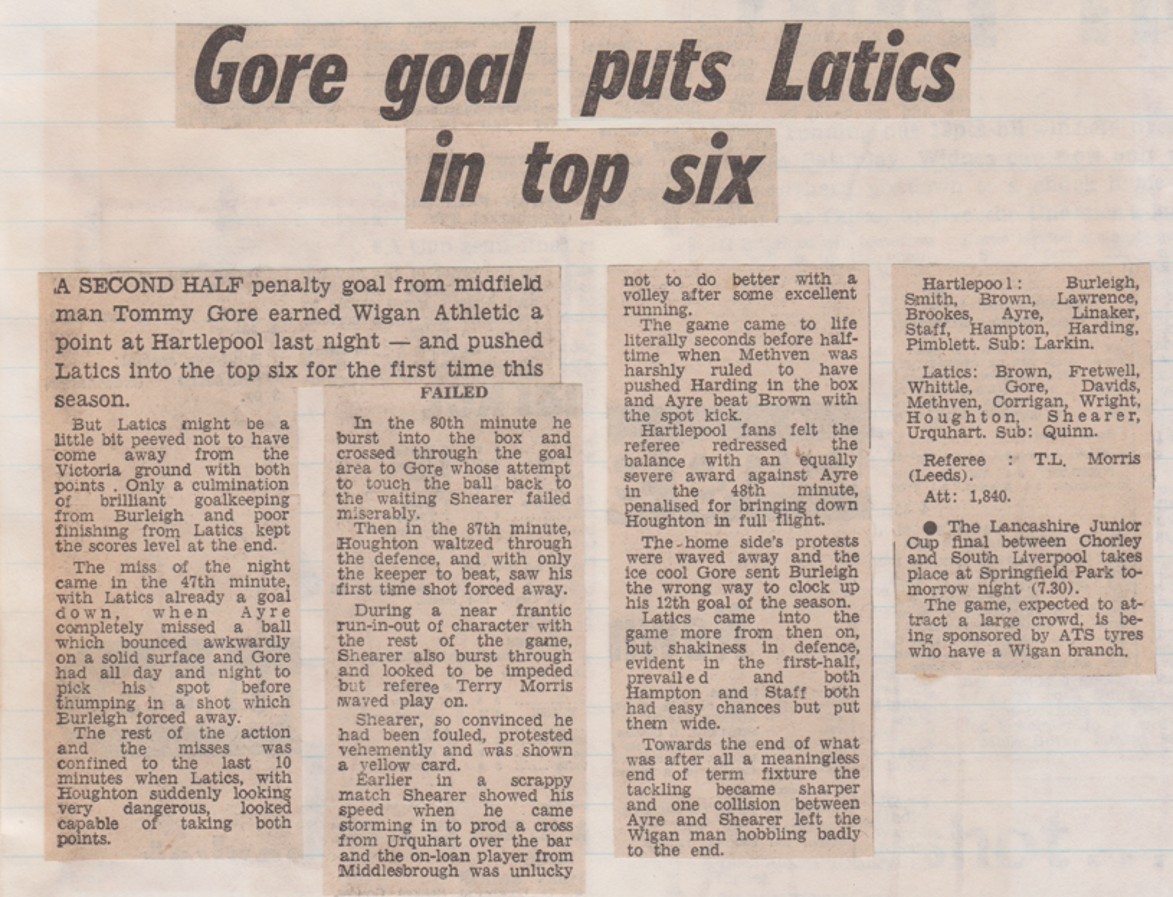 Gore goal puts Latics
in top six
A SECOND HALF penalty goal from midfield
man Tommy Gore earned Wigan Athletic a
point at Hartlepool last night — and pushed
Latics into the top six for the first time this
season.
But Latics might be a
little bit peeved not to have
come away from the
Victoria ground with both
points . Only a culmination
of brilliant goalkeeping
from Burleigh and poor
finishing from Latics kept
the scores level at the end.
The miss of the night
came in the 47th minute,
with Latics already a goal
down, when Ayre
completely missed a ball
which bounced awkwardly
on a solid surface and Gore
had all day and night to
pick his spot before
thumping in a shot which
Burleigh forced away.
The rest of the action
and the misses was
confined to the last 10
minutes when Latics, with
Houghton suddenly looking
very dangerous, looked
capable of taking both
points.
FAILED
In the 80th minute he
burst into the box and
crossed through the goal
area to Gore whose attempt
to touch the ball back to
the waiting Shearer failed
miserably.
Then in the 87th minute,
Houghton waltzed through
the defence, and with only
the keeper to beat, saw his
first time shot forced away.
During a near frantic
run-in-out of character with
the rest of the game,
Shearer also burst through
and looked to be impeded
but referee Terry Morris
waved play on.
Shearer, so convinced he
had been fouled, protested
vehemently and was shown
a yellow card.
Earlier in a scrappy
match Shearer showed his
speed when he came
storming in to prod a cross
from Urquhart over the bar
and the on-loan player from
Middlesbrough was unlucky
not to do better with a
volley after some excellent
running.
The game came to life
literally seconds before half-
time when Methven was
harshly ruled to have
pushed Harding in the box
and Ayre beat Brown with
the spot kick.
Hartlepool fans felt the
referee redressed the
balance with an equally
severe award against Ayre
in the 48th minute,
penalised for bringing down
Houghton in full flight.
The home side's protests
were waved away and the
ice cool Gore sent Burleigh
the wrong way to clock up
his 12th goal of the season.
Latics came into the
game more from then on,
but shakiness in defence,
evident in the first-half,
prevailed and both
Hampton and Staff both
had easy chances but put
them wide.
Towards the end of what
was after all a meaningless
end of term fixture the
tackling became sharper
and one collision between
Ayre and Shearer left the
Wigan man hobbling badly
to the end.
Hartlepool: Burleigh,
Smith, Brown, Lawrence,
Brookes, Ayre, Linaker,
Staff, Hampton, Harding,
Pimblett. Sub: Larkin.
Latics: Brown, Fretwell,
Whittle, Gore, Davids,
Methven, Corrigan, Wright,
Houghton, Shearer,
Urquhart. Sub: Quinn.
Referee : T.L. Morris
(Leeds).
Att: 1,840.
● The Lancashire Junior
Cup final between Chorley
and South Liverpool takes
place at Springfield Park to-
morrow night (7.30).
The game, expected to at-
tract a large crowd, is be-
ing sponsored by ATS tyres
who have a Wigan branch.